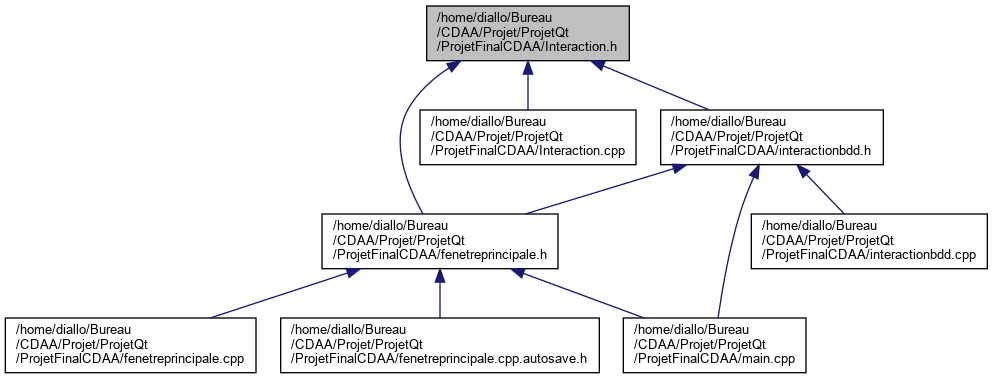 /home/diallo/Bureau
/CDAA/Projet/ProjetQt
/ProjetFinalCDAA/Interaction.h
/home/diallo/Bureau
/CDAA/Projet/ProjetQt
/ProjetFinalCDAA/Interaction.cpp
/home/diallo/Bureau
/CDAA/Projet/ProjetQt
/ProjetFinalCDAA/interactionbdd.h
/home/diallo/Bureau
/CDAA/Projet/ProjetQt
/ProjetFinalCDAA/fenetreprincipale.h
/home/diallo/Bureau
/CDAA/Projet/ProjetQt
/ProjetFinalCDAA/interactionbdd.cpp
/home/diallo/Bureau
/CDAA/Projet/ProjetQt
/ProjetFinalCDAA/fenetreprincipale.cpp
/home/diallo/Bureau
/CDAA/Projet/ProjetQt
/ProjetFinalCDAA/fenetreprincipale.cpp.autosave.h
/home/diallo/Bureau
/CDAA/Projet/ProjetQt
/ProjetFinalCDAA/main.cpp